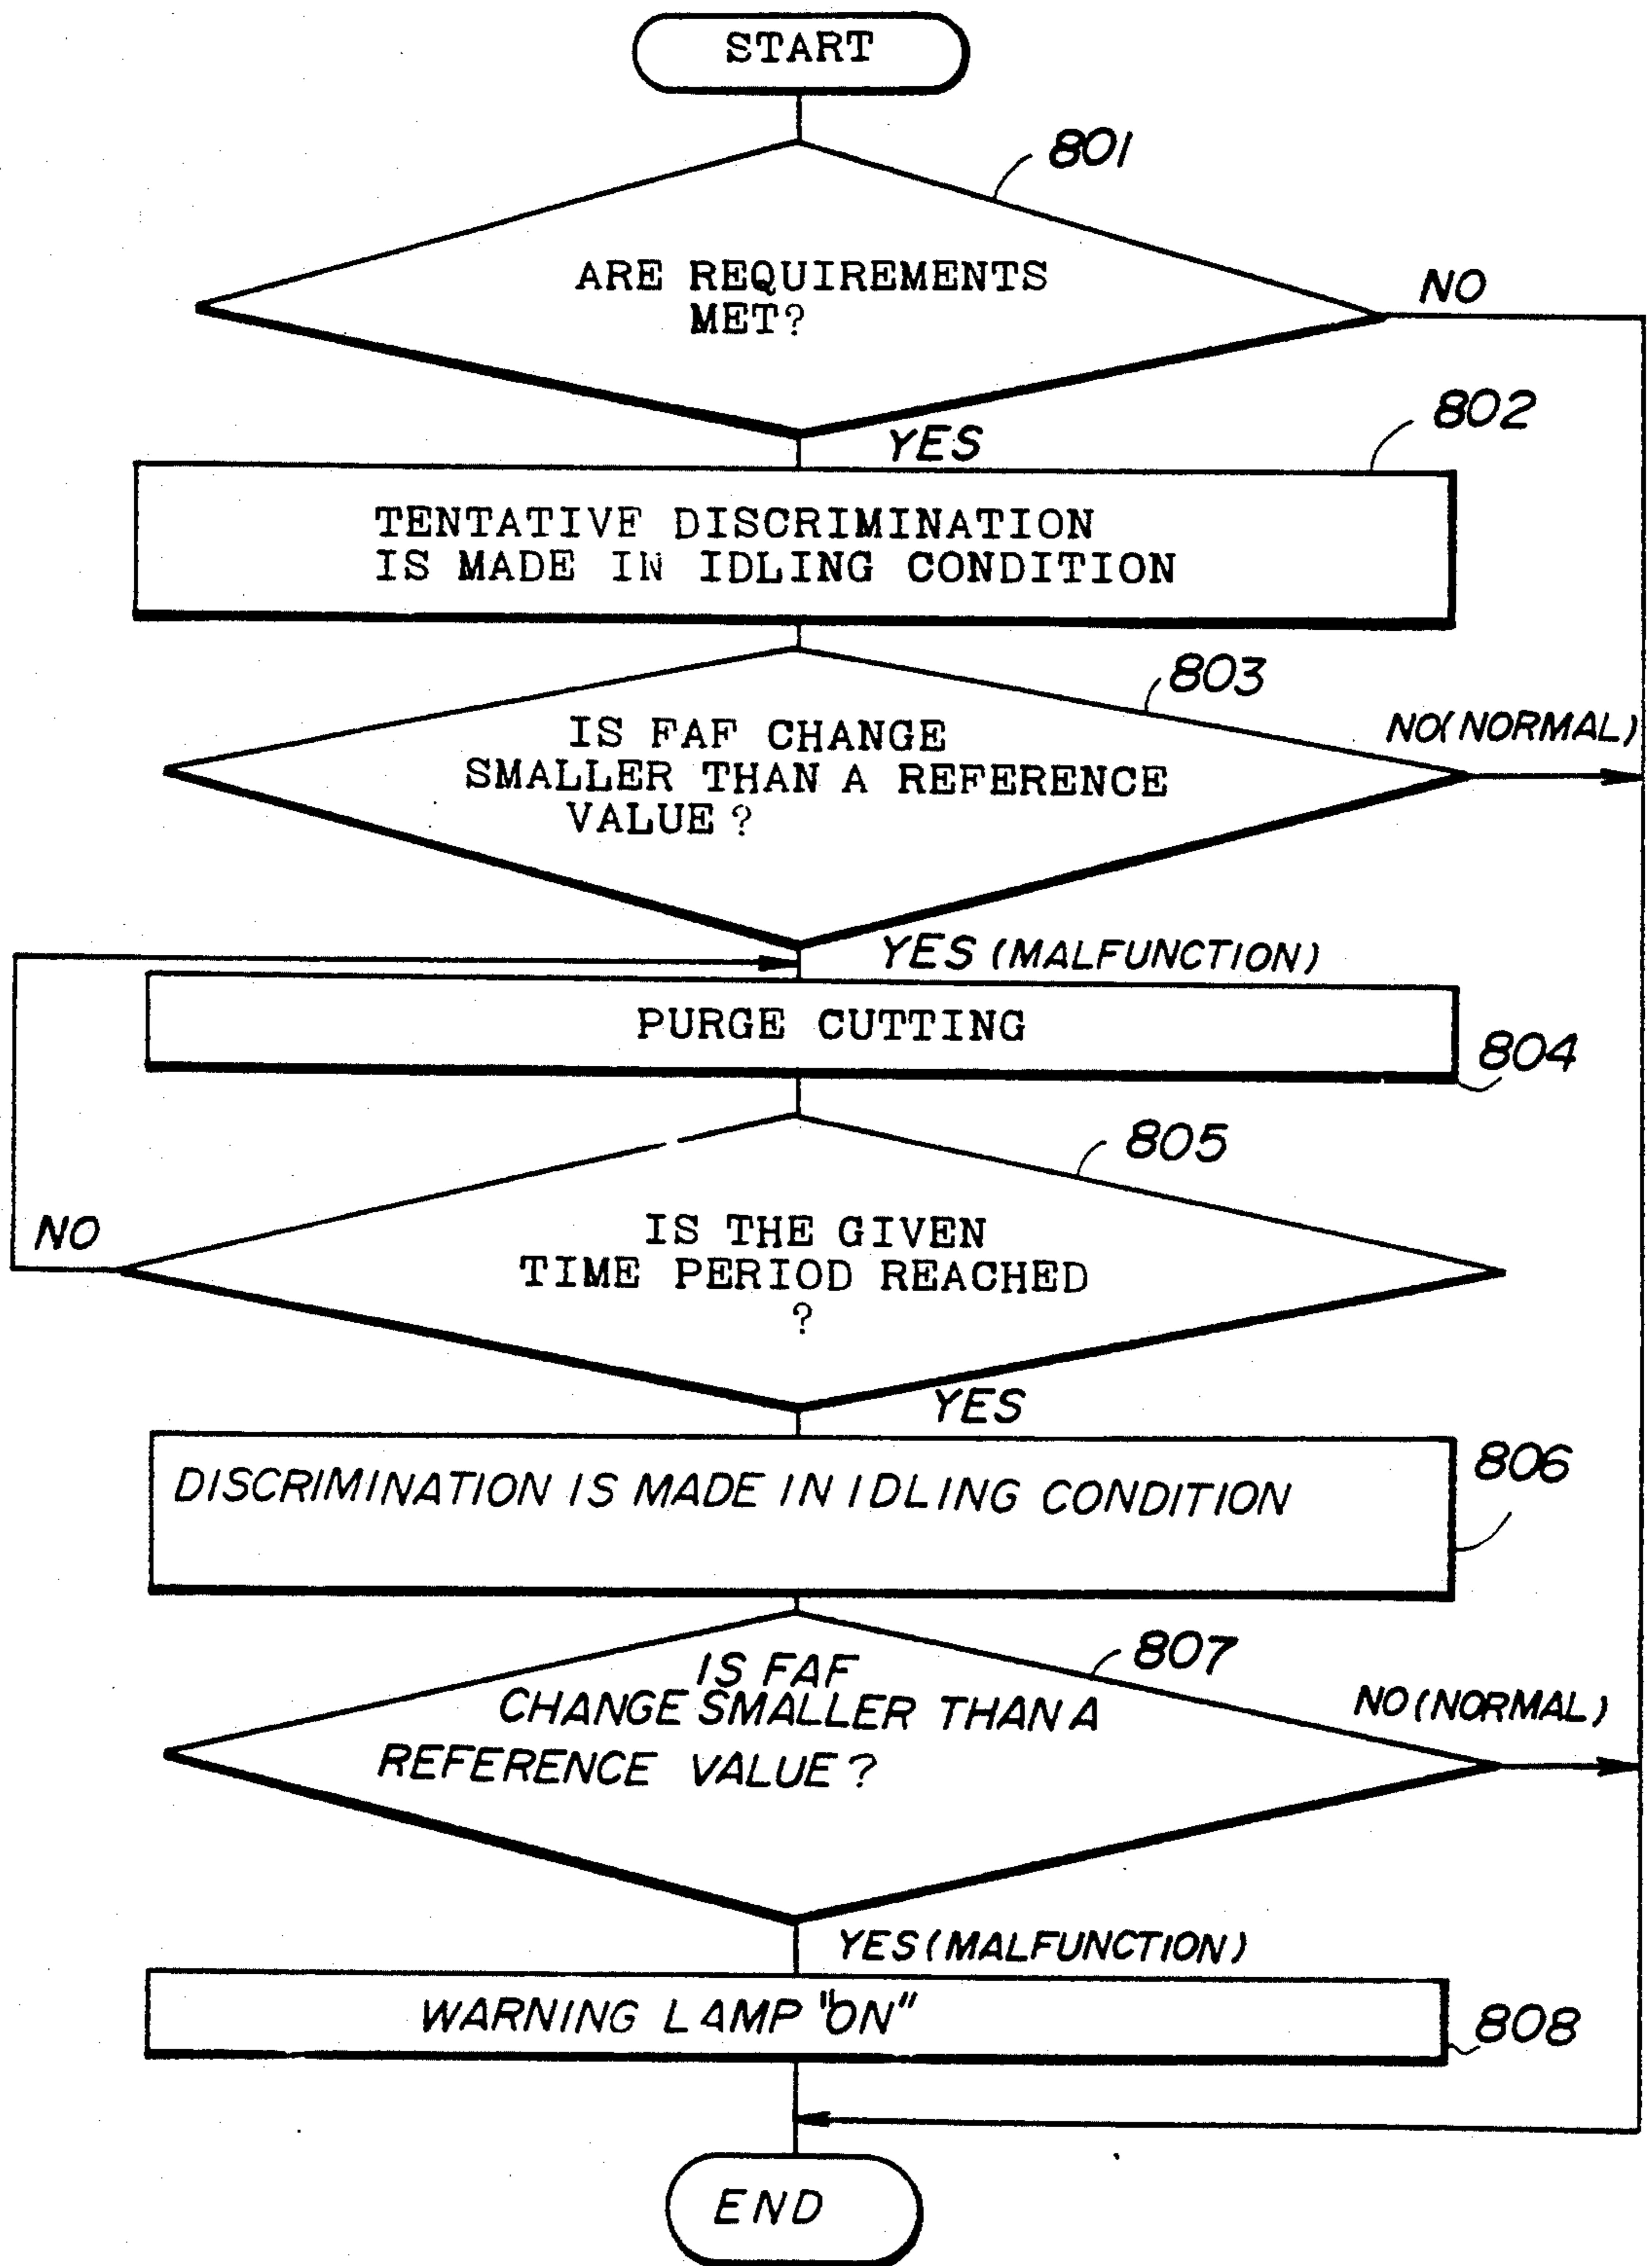 START
801
ARE REQUIREMENTS
MET?
NO
YES
802
TENTATIVE DISCRIMINATION
IS MADE IN IDLING CONDITION
803
IS FAF CHANGE
SMALLER THAN A REFERENCE
VALUE?
NO(NORMAL)
YES (MALFUNCTION)
PURGE CUTTING
804
805
IS THE GIVEN
TIME PERIOD REACHED
?
NO
YES
806
DISCRIMINATION IS MADE IN IDLING CONDITION
807
IS FAF
CHANGE SMALLER THAN A
REFERENCE VALUE?
NO(NORMAL)
YES(MALFUNCTION)
WARNING LAMP "ON"
808
END